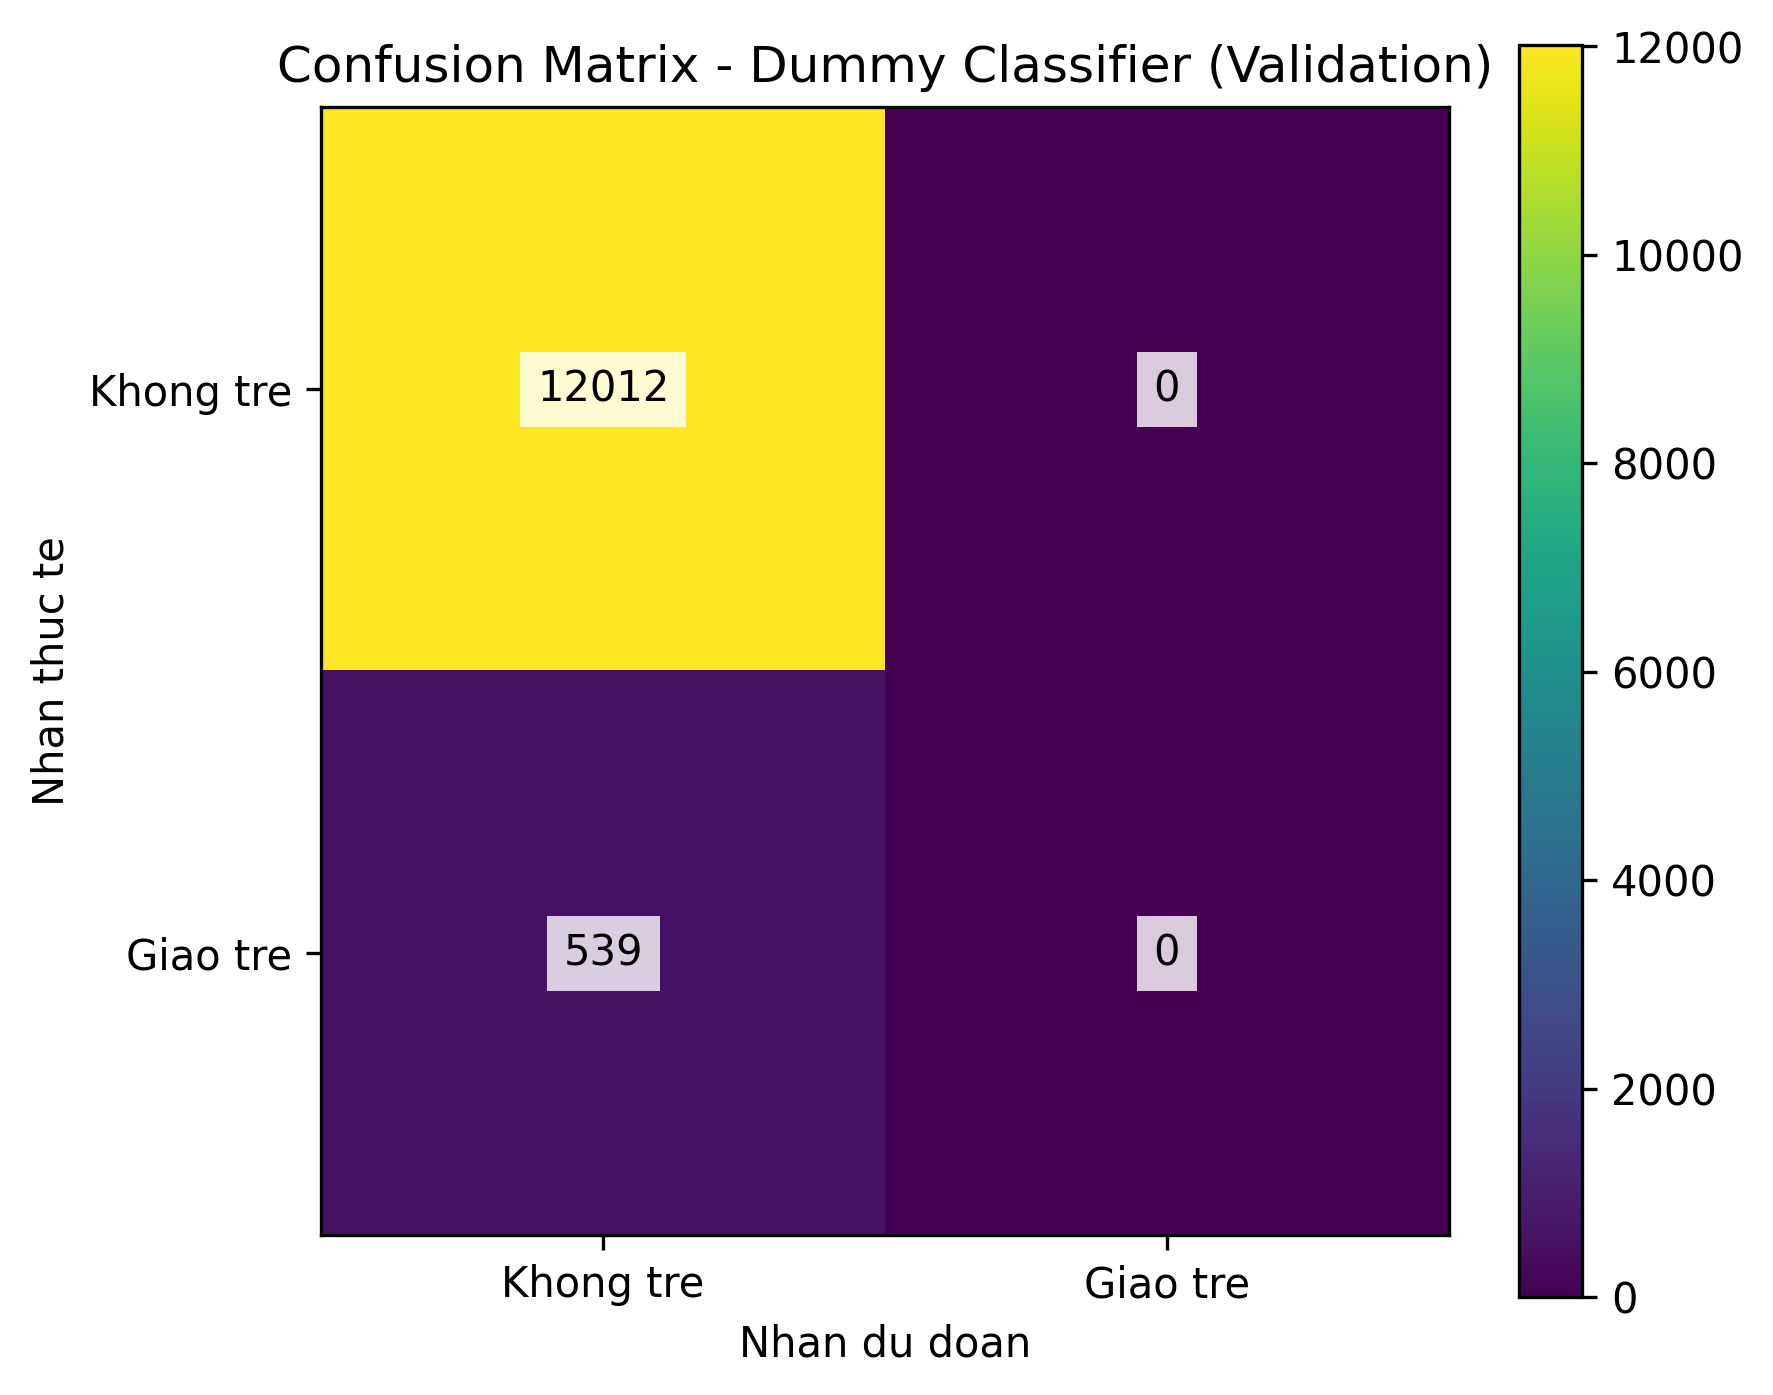 Confusion Matrix - Dummy Classifier (Validation)
12000
10000
8000
6000
4000
2000
0
Nhan thuc te
Khong tre
12012
0
Giao tre
539
0
Khong tre
Giao tre
Nhan du doan